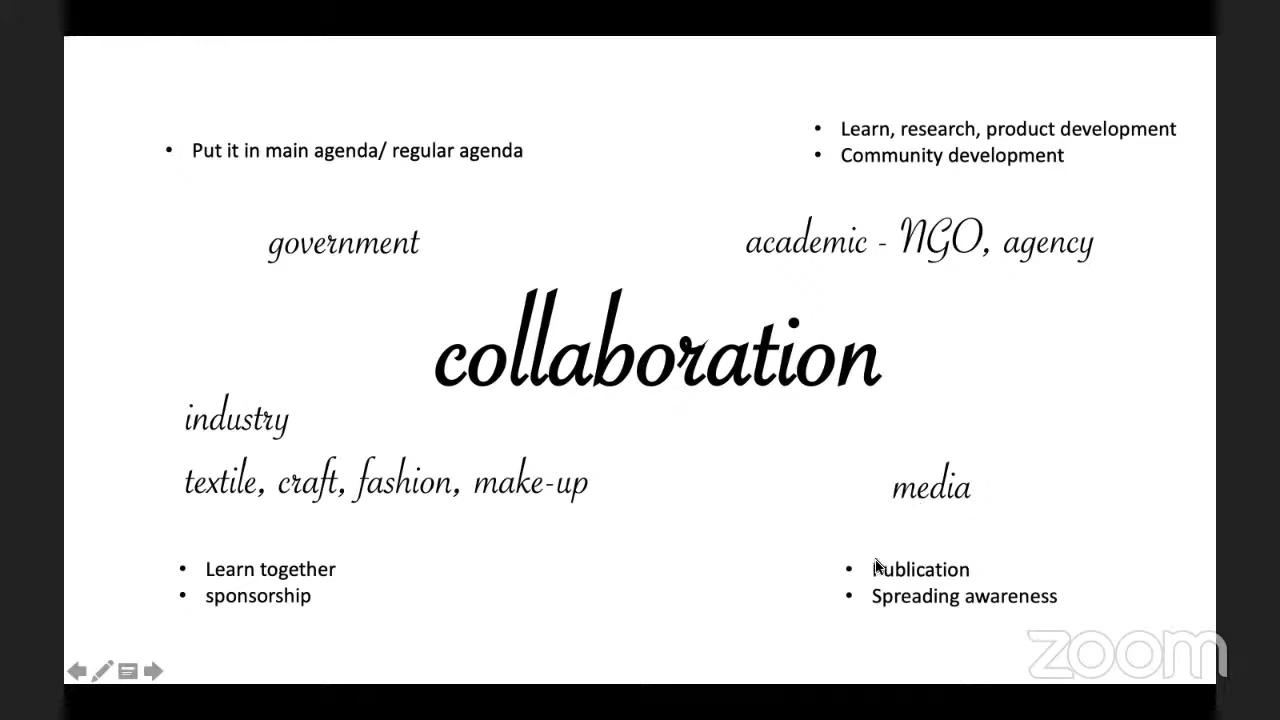 • Put it in main agenda/ regular agenda
• Learn, research, product development
• Community development
government
academic - NGO, agency
collaboration
industry
textile, craft, fashion, make-up
media
• Learn together
• sponsorship
• Publication
• Spreading awareness
zoom